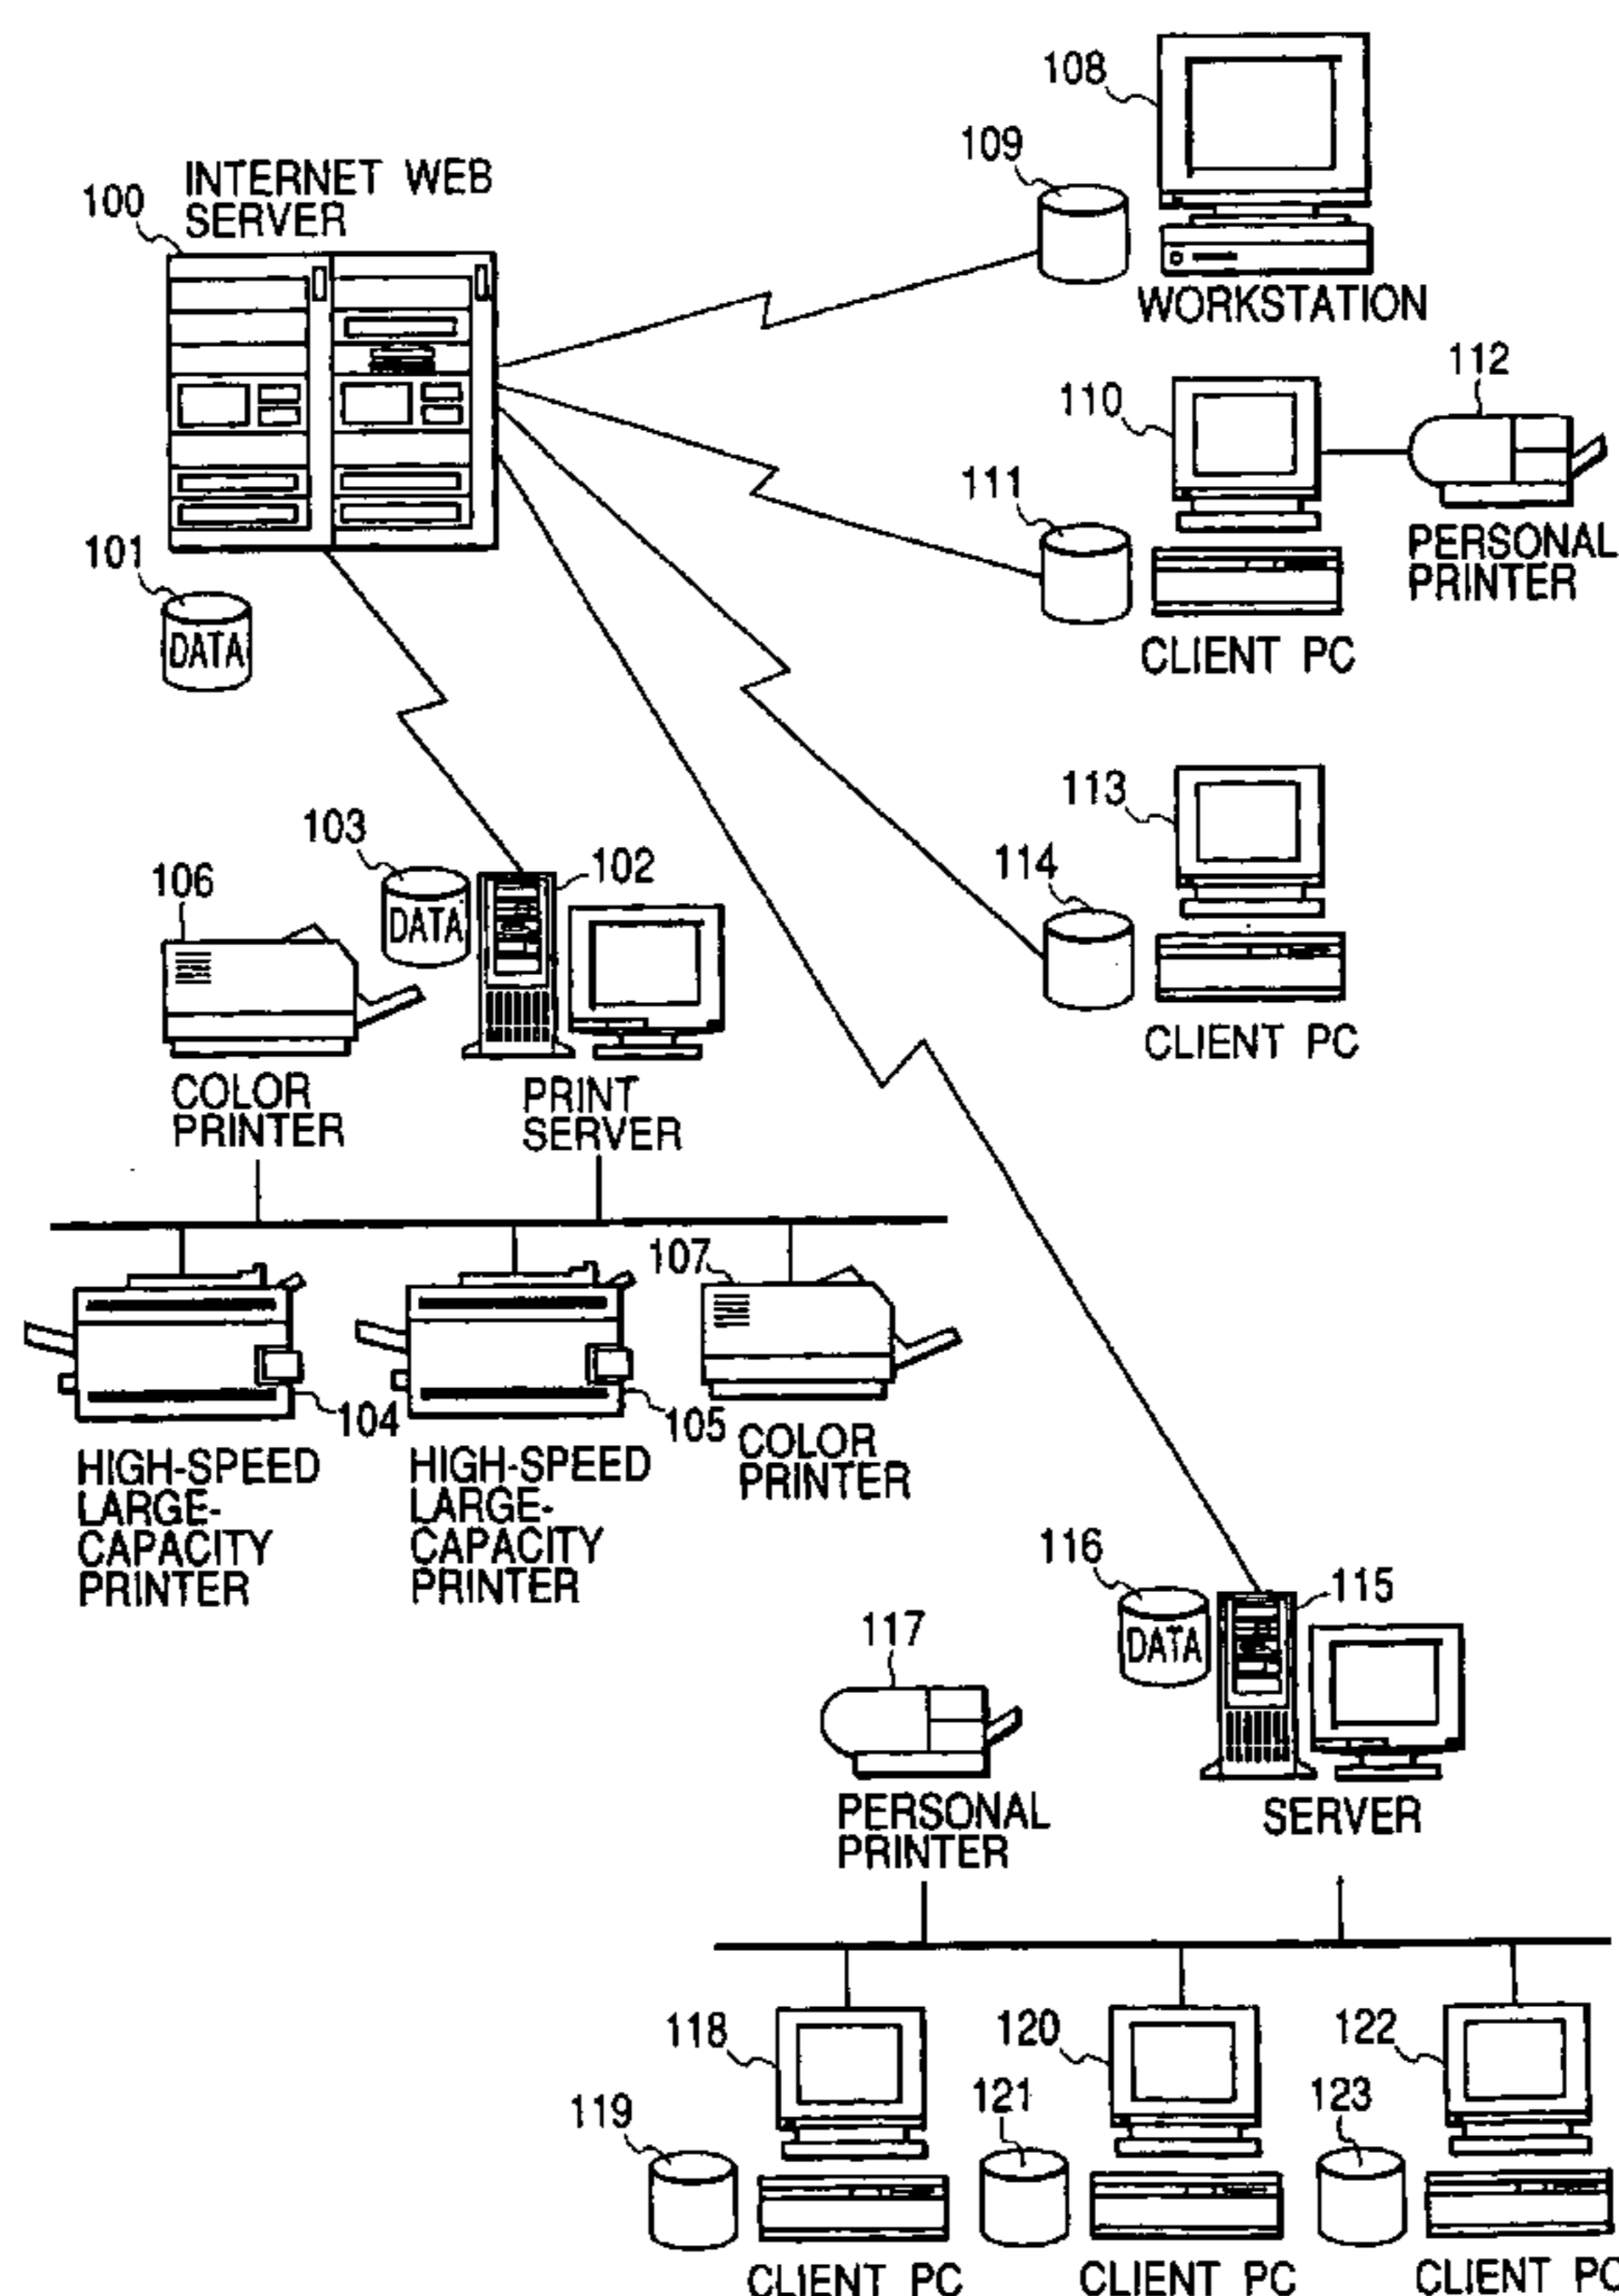 108
109
INTERNET WEB
SERVER
100
WORKSTATION
112
110
111
PERSONAL
PRINTER
101
DATA
CLIENT PC
113
103
114
102
106
DATA
CLIENT PC
COLOR
PRINTER
PRINT
SERVER
107
104
105
COLOR
PRINTER
HIGH-SPEED
LARGE-
CAPACITY
PRINTER
HIGH-SPEED
LARGE-
CAPACITY
PRINTER
116
115
117
DATA
PERSONAL
PRINTER
SERVER
118
120
122
119
121
123
CLIENT PC
CLIENT PC
CLIENT PC